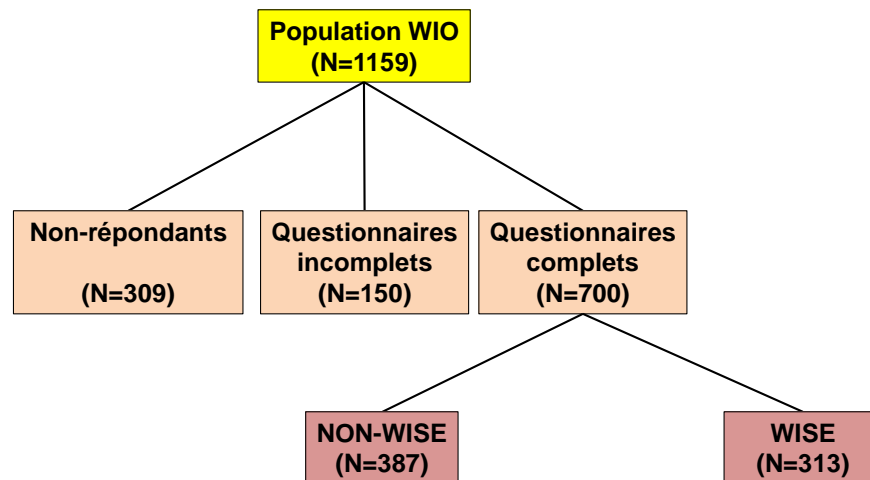 Population WIO
(N=1159)
Non-répondants
(N=309)
Questionnaires
incomplets
(N=150)
Questionnaires
complets
(N=700)
NON-WISE
(N=387)
WISE
(N=313)